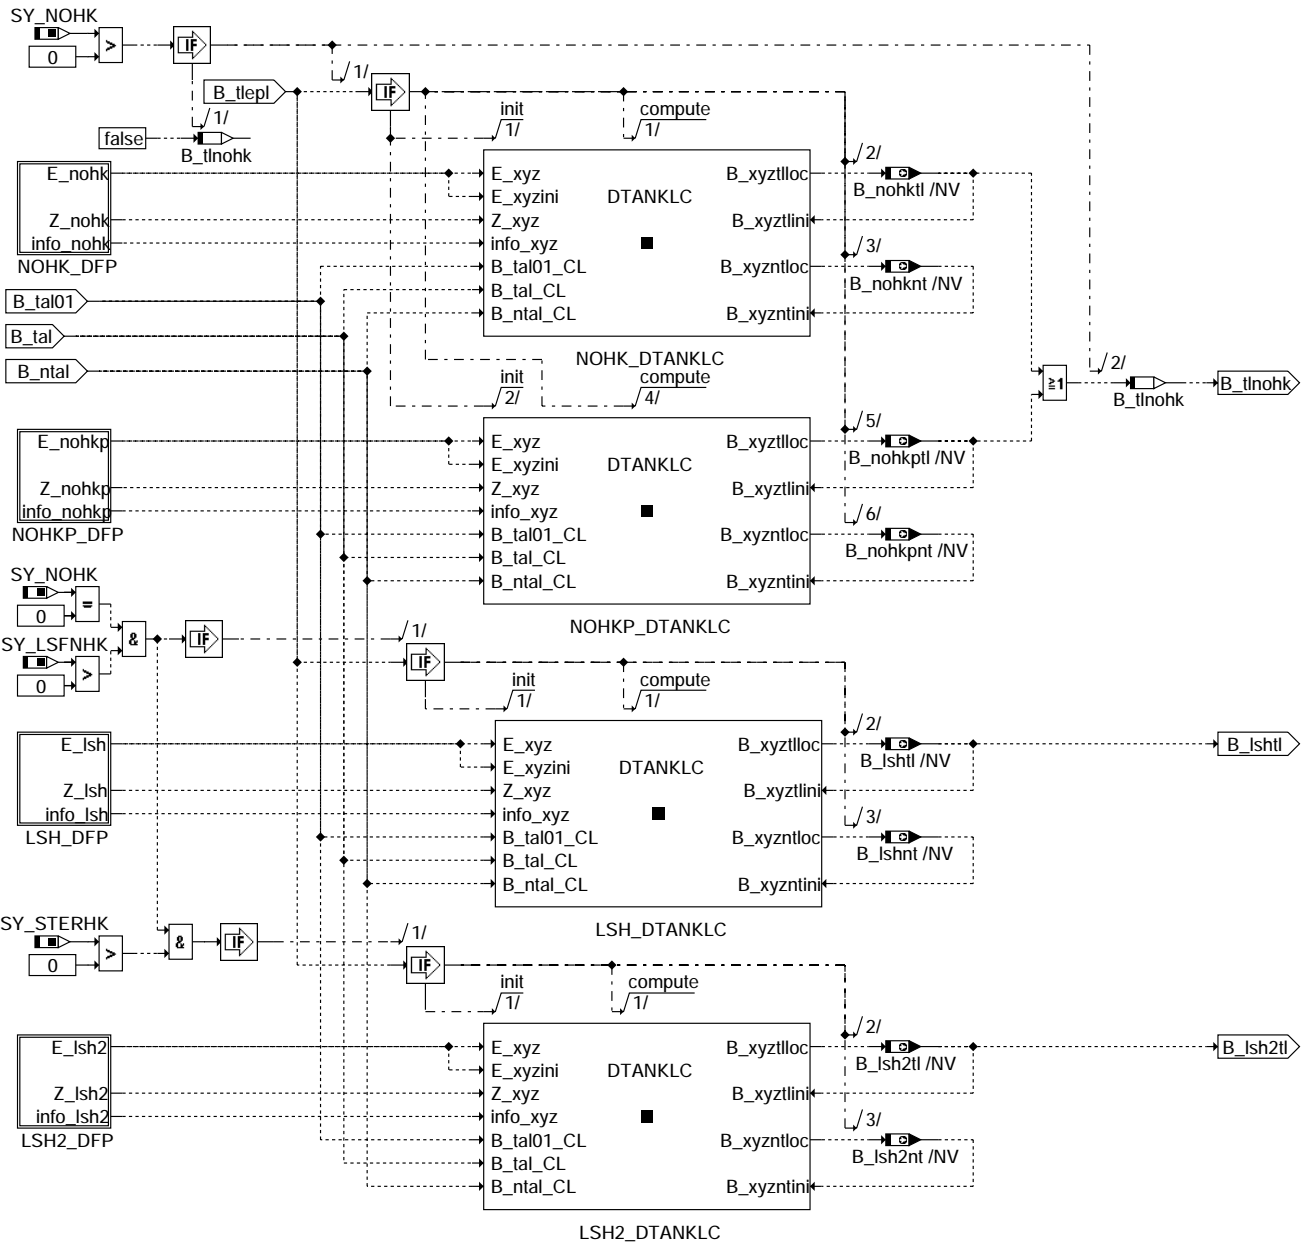 SY_NOHK
>
0
IF
/1/
B_tlepl
IF
/1/
false
B_tlnohk
init
1/
compute
1/
E_nohk
Z_nohk
info_nohk
NOHK_DFP
E_xyz
E_xyzini
Z_xyz
info_xyz
B_tal01_CL
B_tal_CL
B_ntal_CL
DTANKLC
B_xyztlloc
B_xyztlini
B_xyzntloc
B_xyzntini
NOHK_DTANKLC
/2/
B_nohktl /NV
/3/
B_nohknt /NV
B_tal01
B_tal
B_ntal
init
2/
compute
4/
≧1
/2/
B_tlnohk
B_tlnohk
E_nohkp
Z_nohkp
info_nohkp
NOHKP_DFP
E_xyz
E_xyzini
Z_xyz
info_xyz
B_tal01_CL
B_tal_CL
B_ntal_CL
DTANKLC
B_xyztlloc
B_xyztlini
B_xyzntloc
B_xyzntini
NOHKP_DTANKLC
/5/
B_nohkptl /NV
/6/
B_nohkpnt /NV
SY_NOHK
=
0
&
IF
/1/
IF
SY_LSFNHK
>
0
init
1/
compute
1/
E_lsh
Z_lsh
info_lsh
LSH_DFP
E_xyz
E_xyzini
Z_xyz
info_xyz
B_tal01_CL
B_tal_CL
B_ntal_CL
DTANKLC
B_xyztlloc
B_xyztlini
B_xyzntloc
B_xyzntini
LSH_DTANKLC
/2/
B_lshtl /NV
/3/
B_lshnt /NV
B_lshtl
SY_STERHK
>
0
&
IF
/1/
IF
init
1/
compute
1/
E_lsh2
Z_lsh2
info_lsh2
LSH2_DFP
E_xyz
E_xyzini
Z_xyz
info_xyz
B_tal01_CL
B_tal_CL
B_ntal_CL
DTANKLC
B_xyztlloc
B_xyztlini
B_xyzntloc
B_xyzntini
LSH2_DTANKLC
/2/
B_lsh2tl /NV
/3/
B_lsh2nt /NV
B_lsh2tl